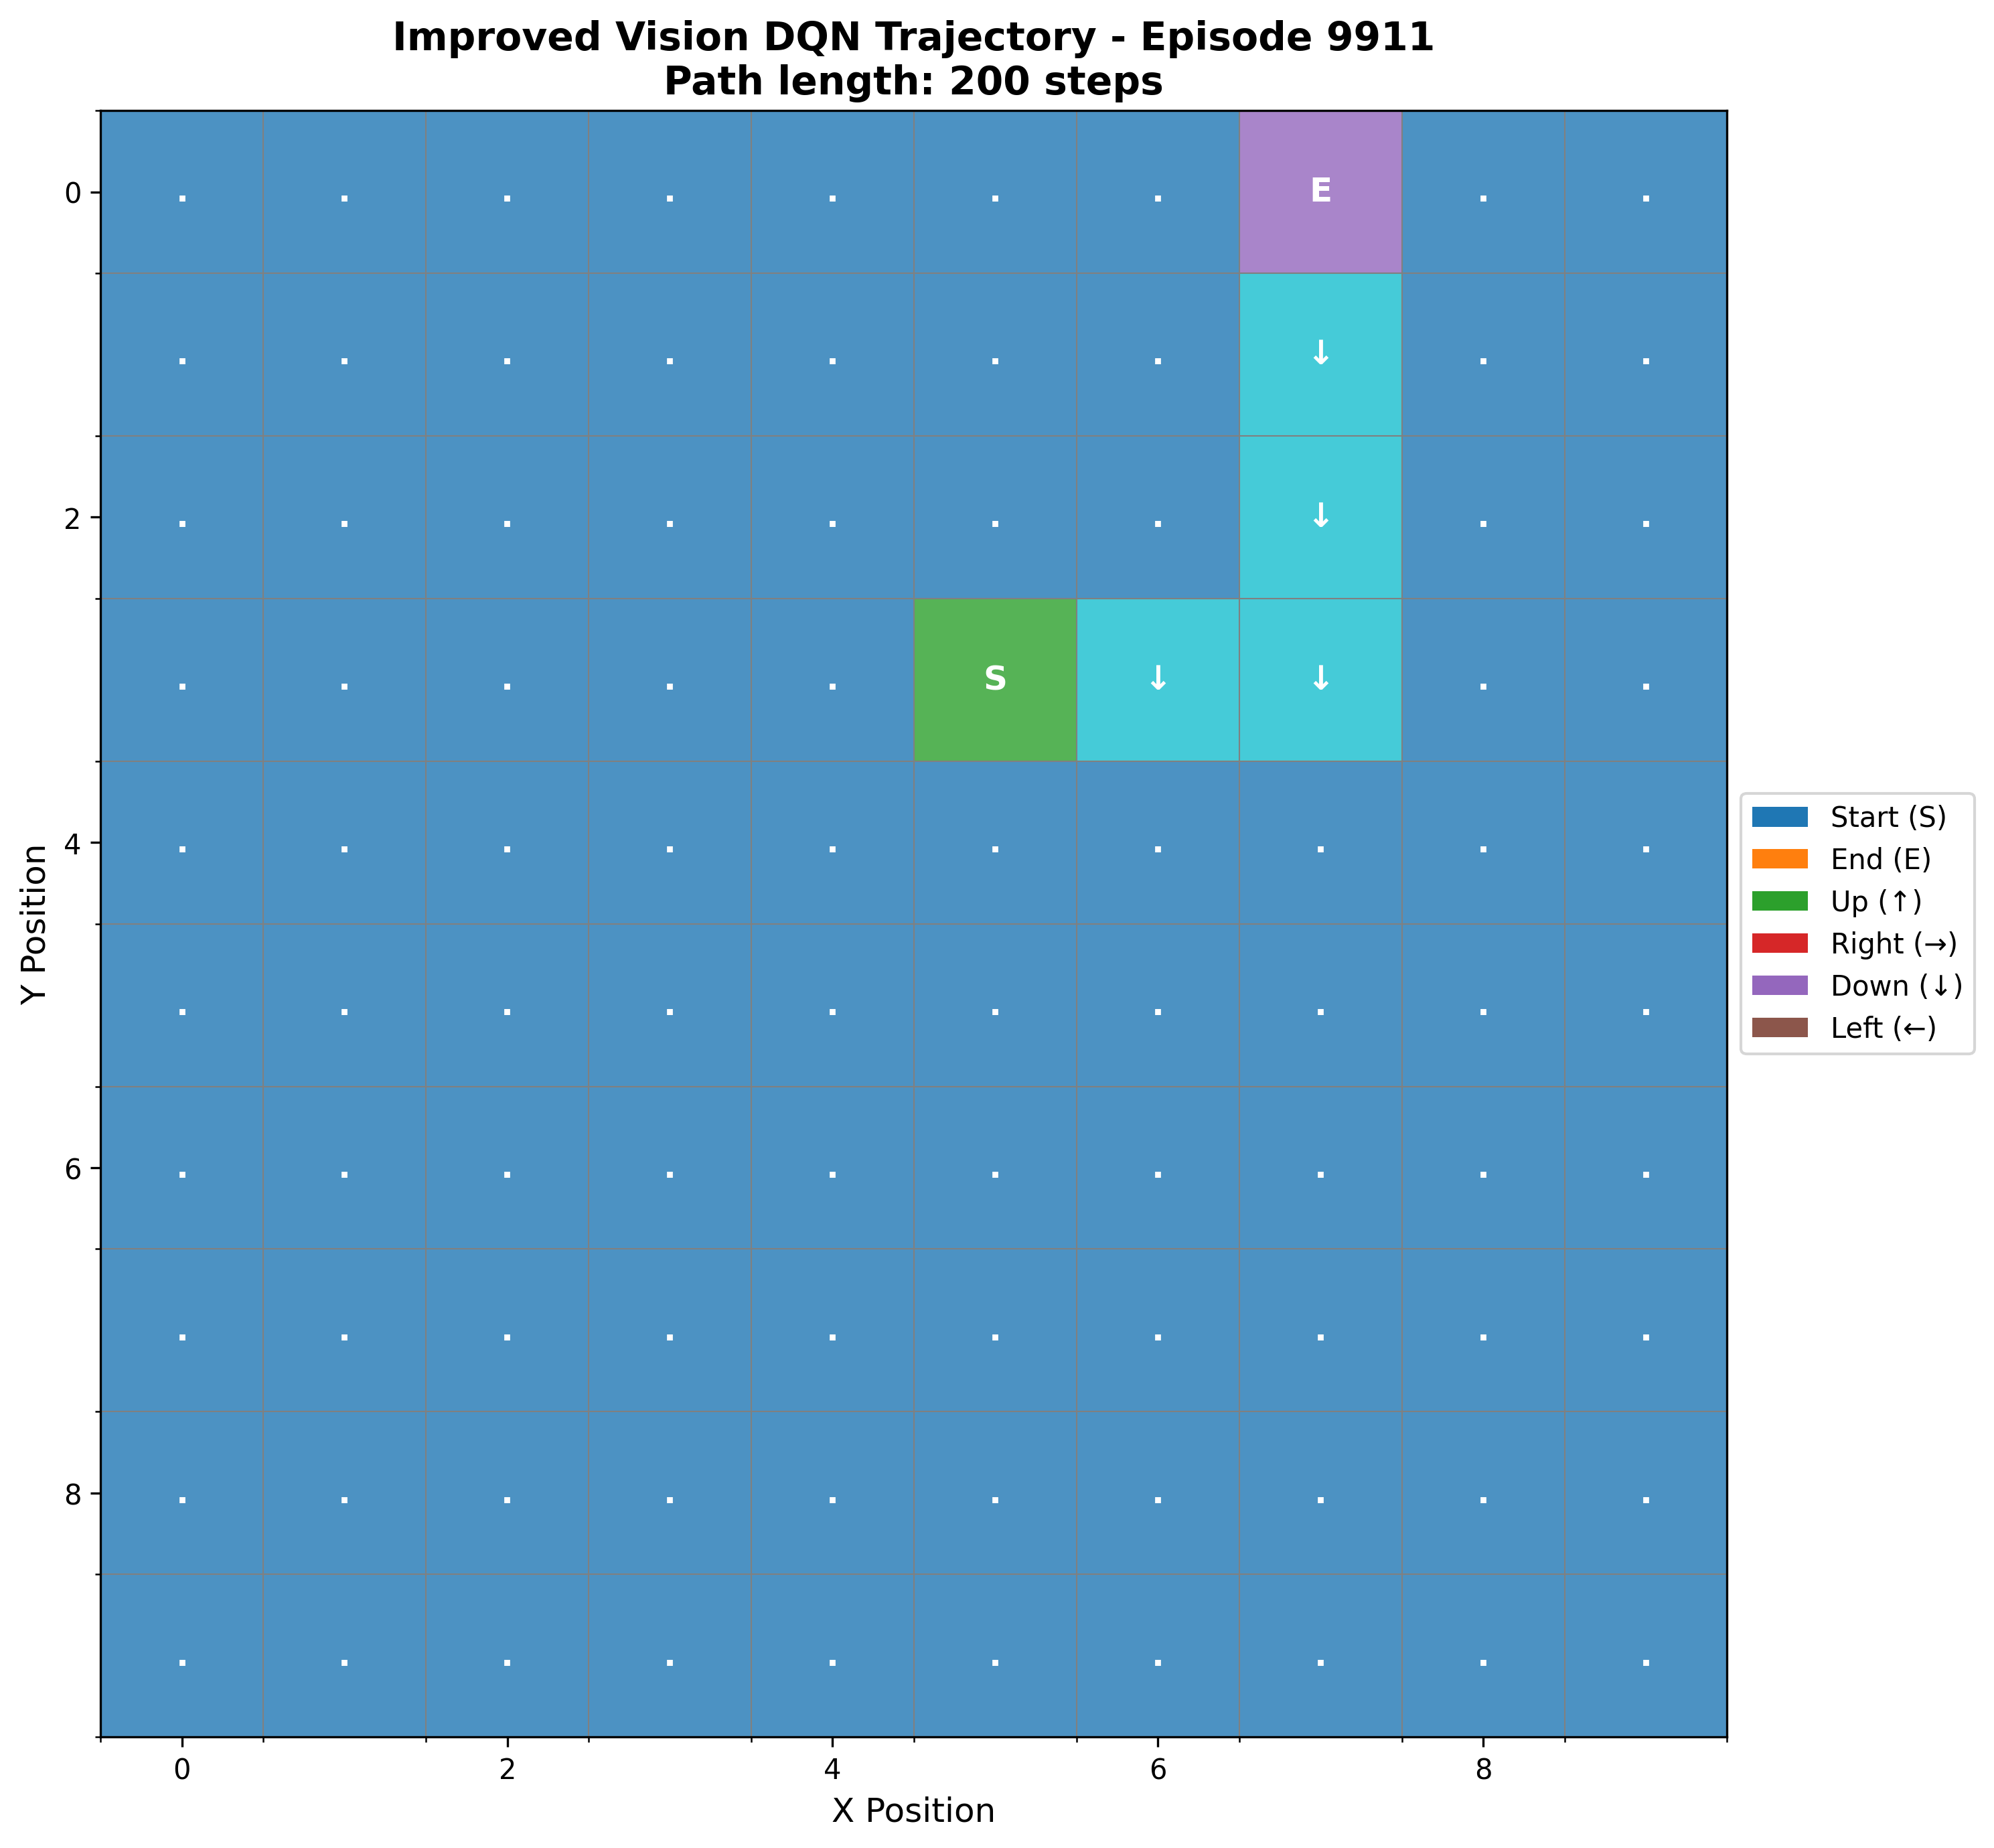 Improved Vision DQN Trajectory - Episode 9911
Path length: 200 steps
0
E
↓
2
↓
S ↓ ↓
4
6
8
0 2 4 6 8
X Position
Y Position
Start (S)
End (E)
Up (↑)
Right (→)
Down (↓)
Left (←)